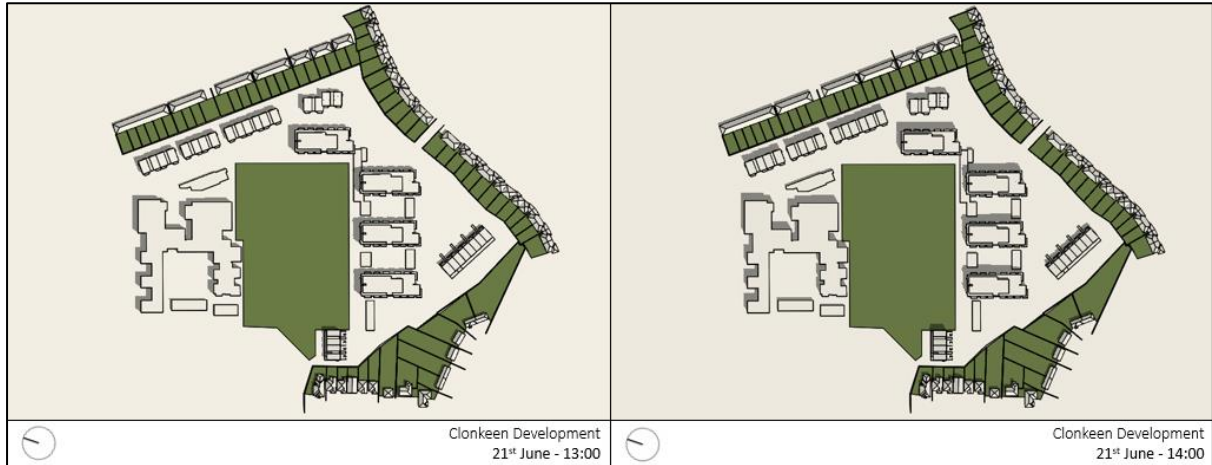 Clonkeen Development
21st June - 13:00
Clonkeen Development
21st June - 14:00